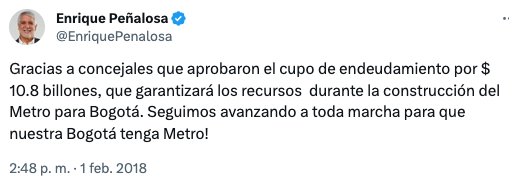 Enrique Peñalosa
@EnriquePenalosa
Gracias a concejales que aprobaron el cupo de endeudamiento por $
10.8 billones, que garantizará los recursos  durante la construcción del
Metro para Bogotá. Seguimos avanzando a toda marcha para que
nuestra Bogotá tenga Metro!
2:48 p. m. · 1 feb. 2018